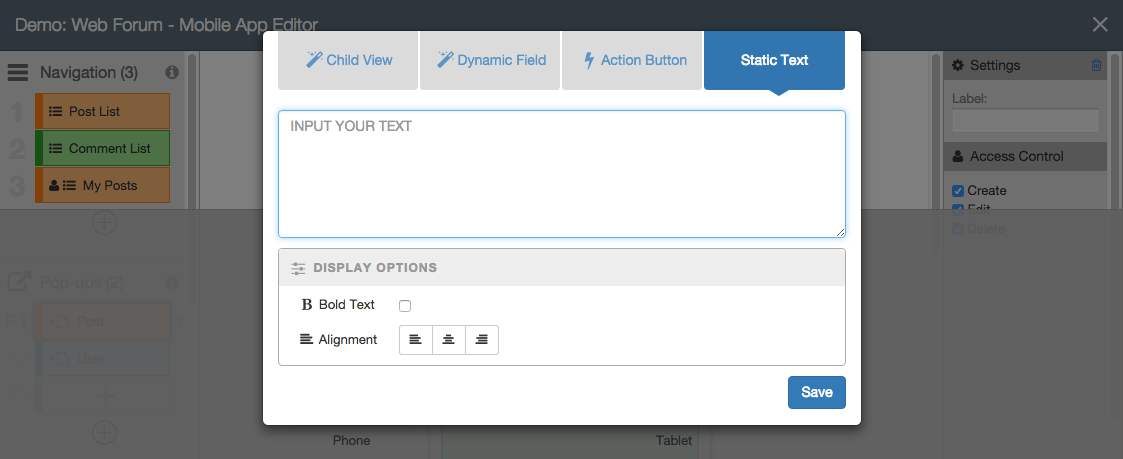 Demo: Web Forum - Mobile App Editor
Navigation (3)
1 Post List
2 Comment List
3 My Posts
Pop-ups (2)
Post
User
Child View
Dynamic Field
Action Button
Static Text
INPUT YOUR TEXT
DISPLAY OPTIONS
B Bold Text
Alignment
Save
Phone
Tablet
Settings
Label:
Access Control
Create
Edit
Delete